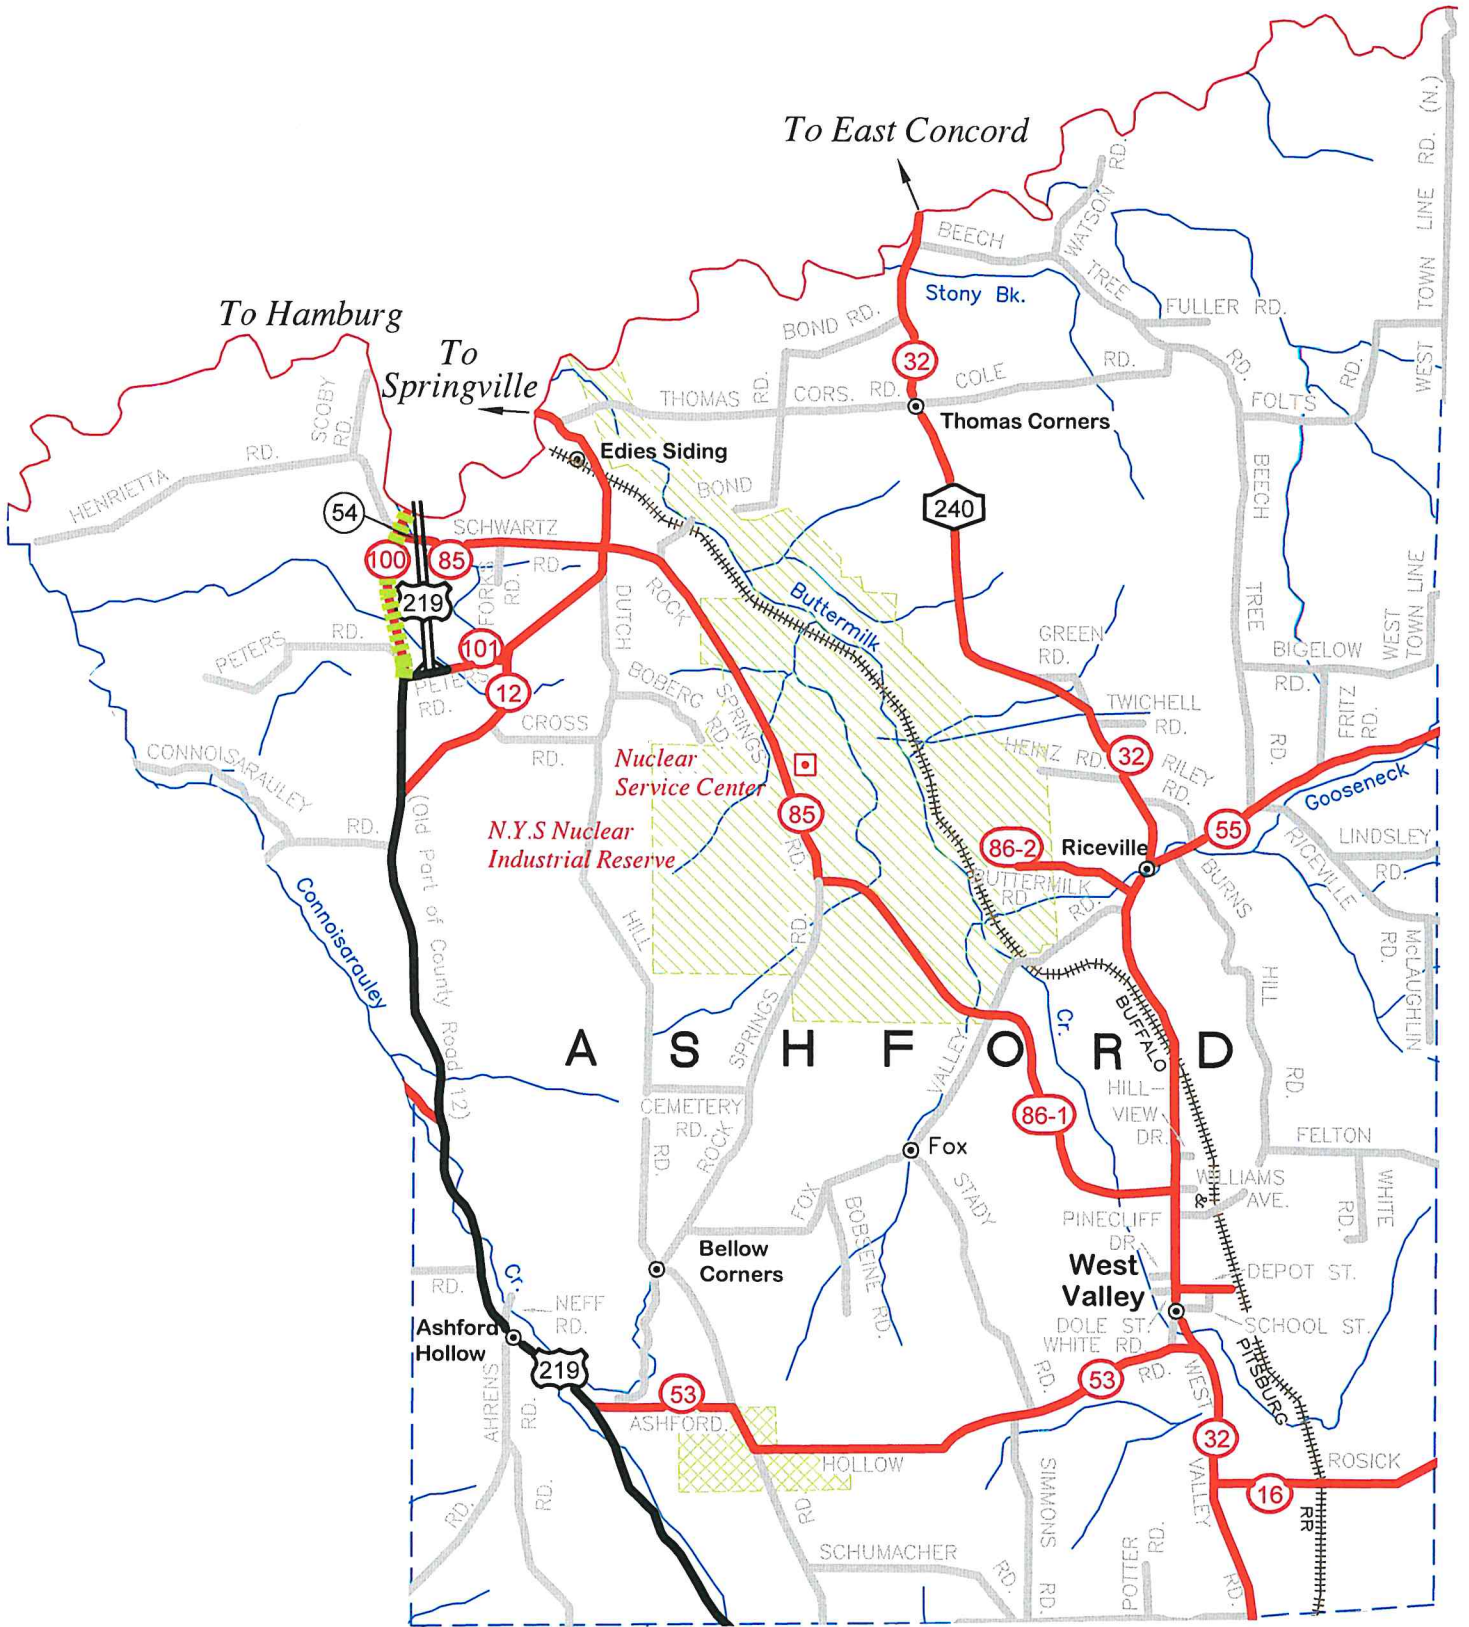 To East Concord
WEST TOWN LINE RD. (N.)
WATSON RD.
BEECH
TREE
RD.
Stony Bk.
FULLER RD.
To Hamburg
To
Springville
BOND RD.
32
THOMAS
RD.
CORS.
RD.
COLE
RD.
Thomas Corners
FOLTS
RD.
SCOBY
RD.
HENRIETTA
RD.
Edies Siding
BOND
240
54
SCHWARTZ
RD.
100
85
219
FORKS
RD.
DUTCH
ROCK
Buttermilk
BEECH
TREE
RD.
WEST
TOWN LINE
PETERS
RD.
101
PETERS
RD.
12
BOBERG
RD.
SPRINGS
GREEN
RD.
BIGELOW
RD.
FRITZ
RD.
TWICHELL
RD.
CROSS
RD.
CONNOISARAULEY
RD.
Nuclear
Service Center
HEINZ RD.
32
RILEY
RD.
Gooseneck
(Old Part of County Road 12)
N.Y.S Nuclear
Industrial Reserve
85
RD.
86-2
Riceville
55
LINDSLEY
RD.
RICEVILLE
BUTTERMILK
RD.
RD.
BURNS
HILL
RD.
McLAUGHLIN
RD.
Connoisarauley
HILL
RD.
SPRINGS
Cr.
BUFFALO
A S H F O R D
VALLEY
HILL-
VIEW
DR.
CEMETERY
RD.
RD.
ROCK
86-1
Fox
FELTON
WHITE
RD.
WILLIAMS
AVE.
&
FOX
BOBSEINE RD.
STADY
PINECLIFF
DR.
Bellow
Corners
West
Valley
DEPOT ST.
RD.
Cr.
NEFF
RD.
DOLE ST.
SCHOOL ST.
Ashford
Hollow
WHITE RD.
RD.
PITSBURG
219
53
53
RD.
WEST
AHRENS
RD.
ASHFORD.
32
HOLLOW
SIMMONS
VALLEY
ROSICK
16
RD.
RD.
RD
RR
SCHUMACHER
RD.
RD.
POTTER
RD.
RD.